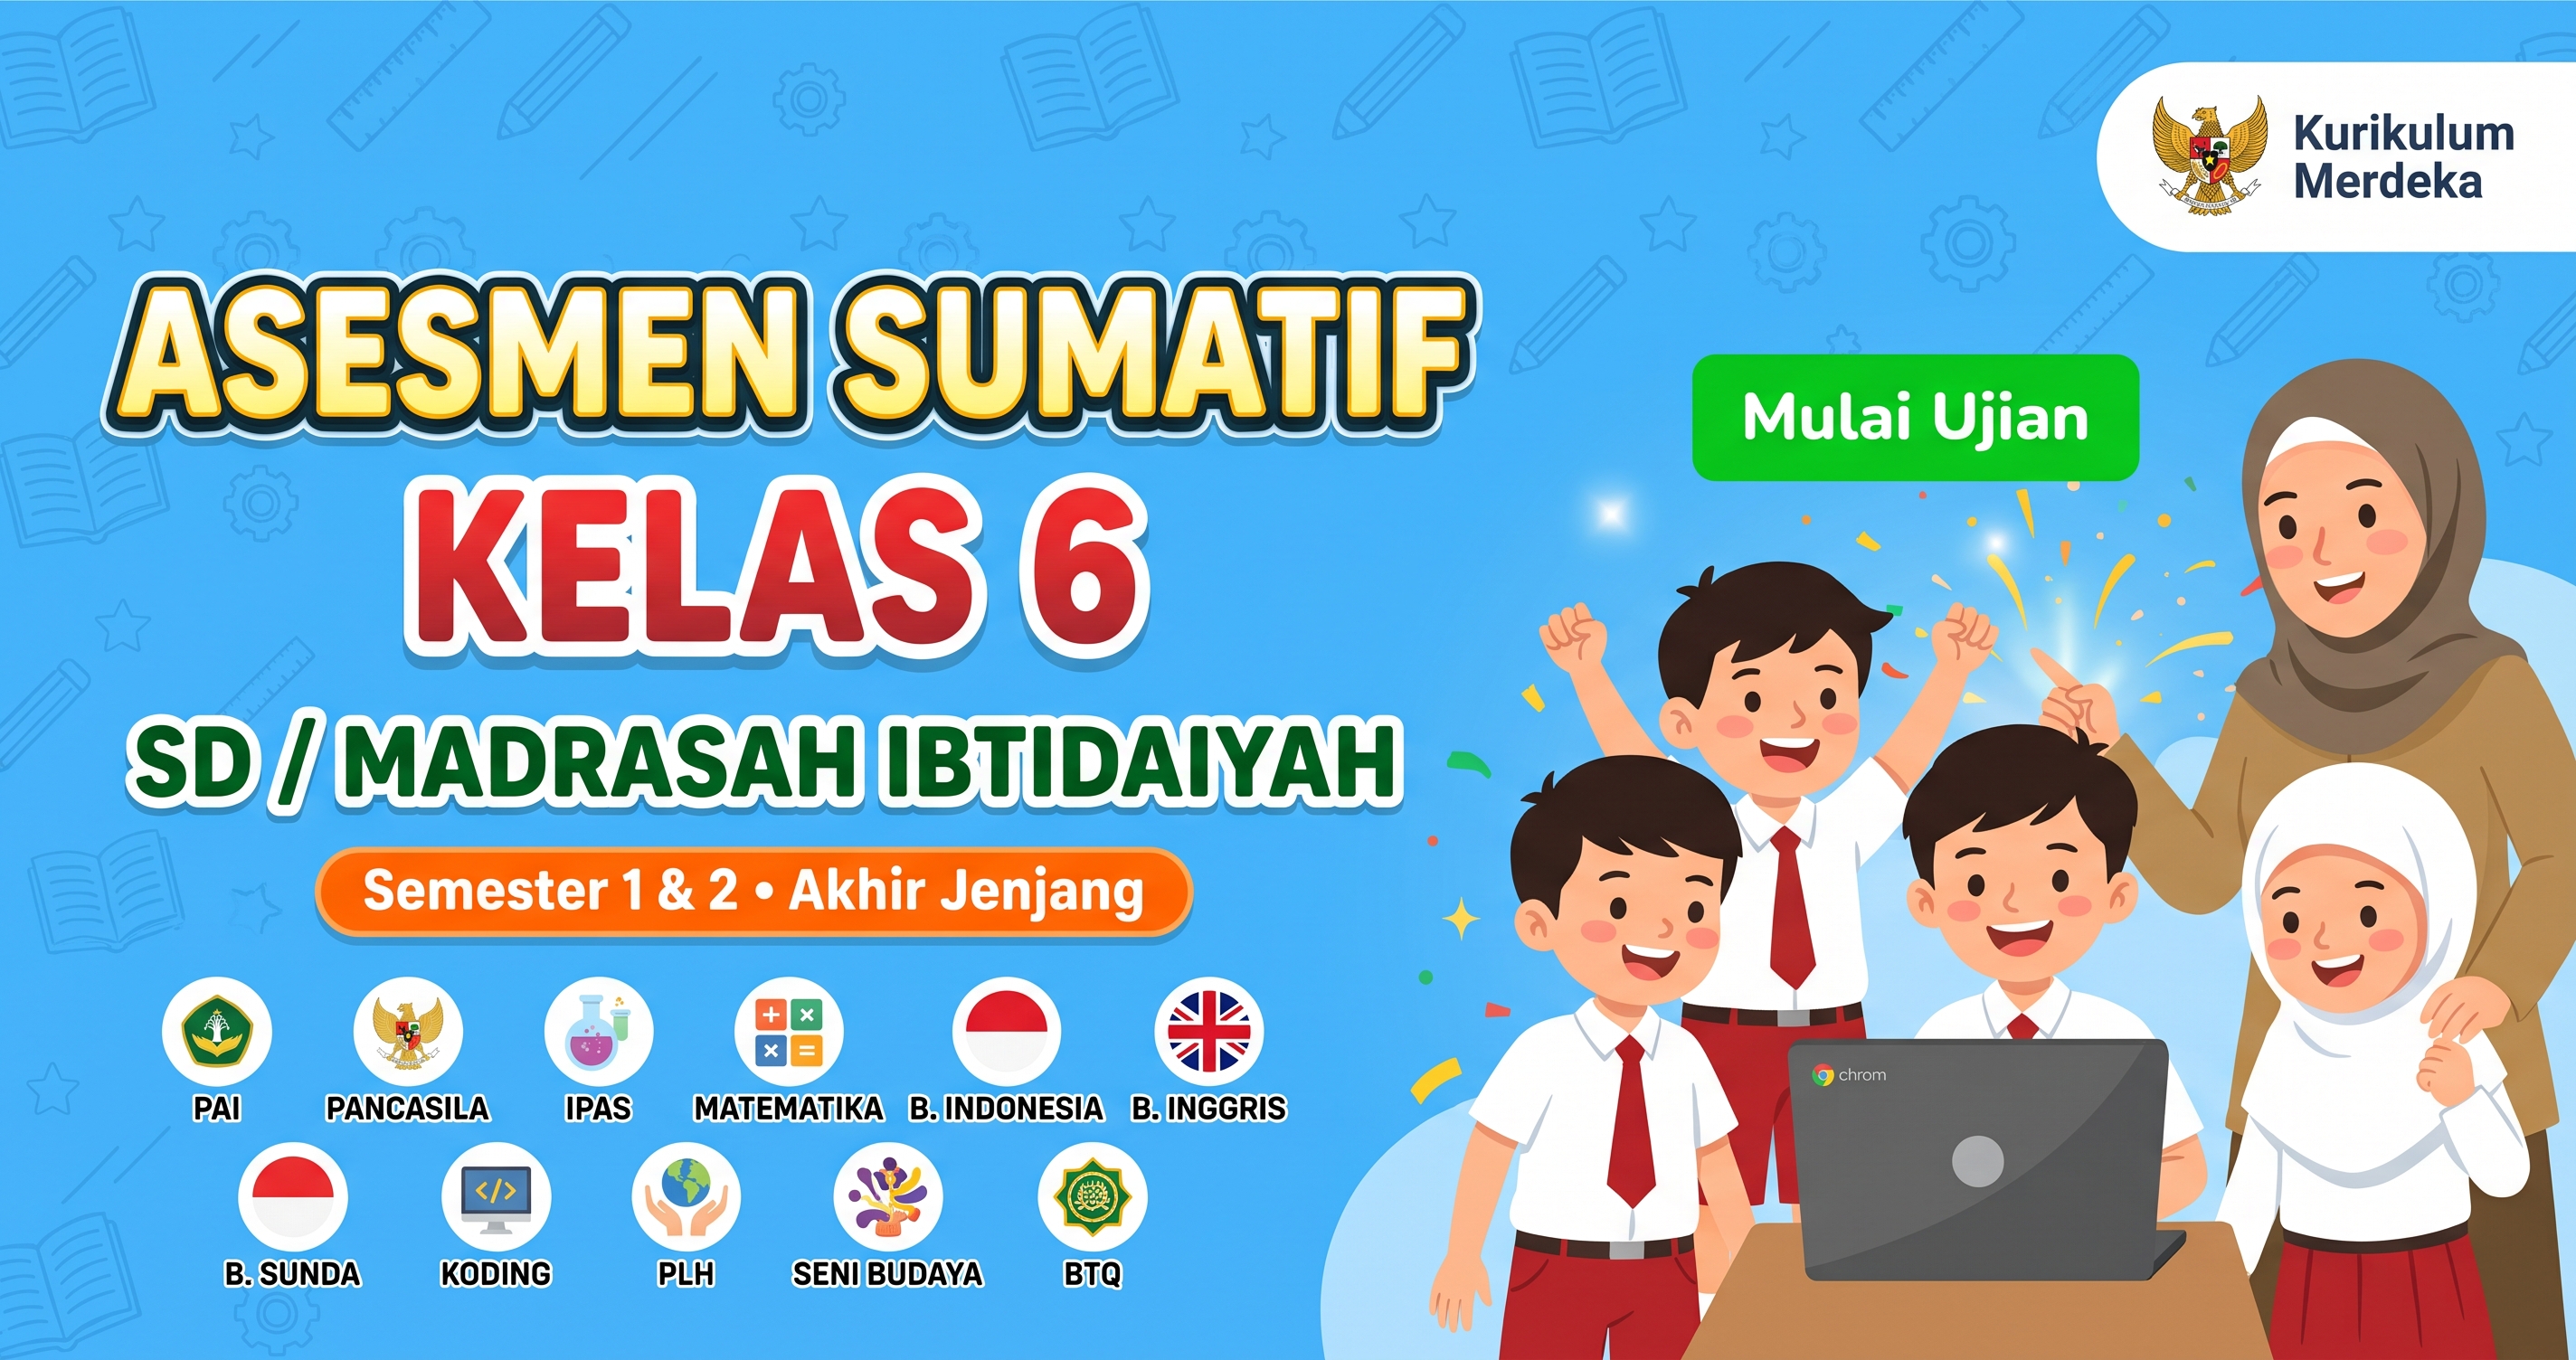 Kurikulum
Merdeka
ASESMEN SUMATIF
KELAS 6
SD / MADRASAH IBTIDAIYAH
Semester 1 & 2 • Akhir Jenjang
Mulai Ujian
PAI PANCASILA IPAS MATEMATIKA B. INDONESIA B. INGGRIS
B. SUNDA KODING PLH SENI BUDAYA BTQ
chrom